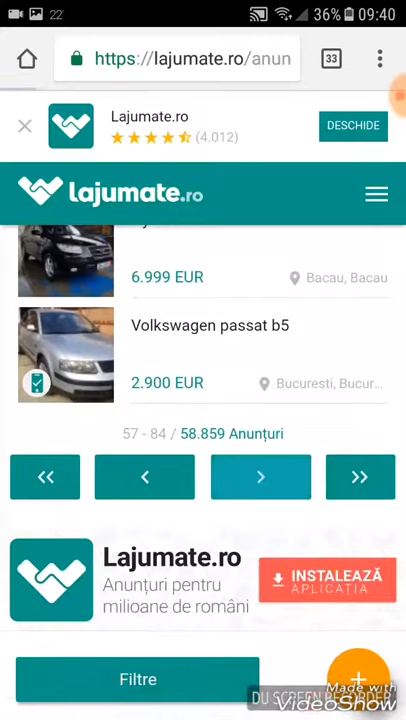 22°
36% 09:40
https://lajumate.ro/anun
33
Lajumate.ro
(4.012)
DESCHIDE
lajumate.ro
6.999 EUR
Bacau, Bacau
Volkswagen passat b5
2.900 EUR
Bucuresti, Bucur...
57 - 84 / 58.859 Anunțuri
Lajumate.ro
Anunțuri pentru
milioane de români
INSTALEAZĂ
APLICAȚIA
Filtre
Made with
VideoShow
DU SCREEN RECORDER